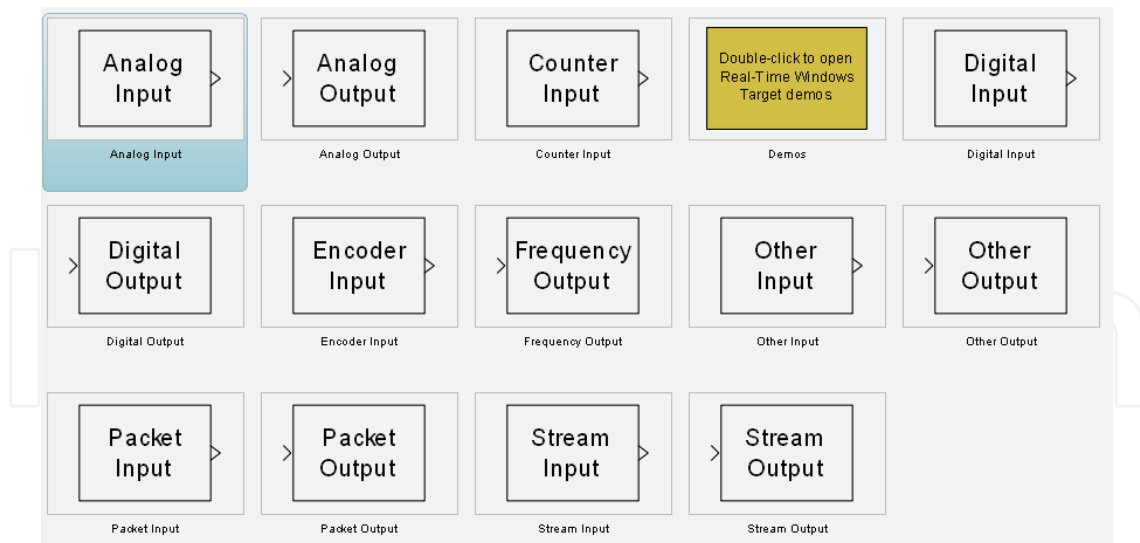 Analog
Input
Analog
Output
Counter
Input
Double-click to open
Real-Time Windows
Target demos
Digital
Input
Analog Input
Analog Output
Counter Input
Demos
Digital Input
Digital
Output
Encoder
Input
Frequency
Output
Other
Input
Other
Output
Digital Output
Encoder Input
Frequency Output
Other Input
Other Output
Packet
Input
Packet
Output
Stream
Input
Stream
Output
Packet Input
Packet Output
Stream Input
Stream Output